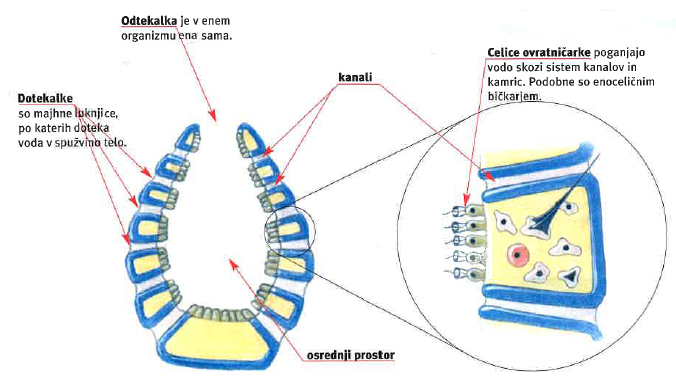 Odtekalka je v enem
organizmu ena sama.
Celice ovratničarke poganjajo
vodo skozi sistem kanalov in
kamric. Podobne so enoceličnim
bičkarjem.
kanali
Dotekalke
so majhne luknjice,
po katerih doteka
voda v spužvino telo.
osrednji prostor